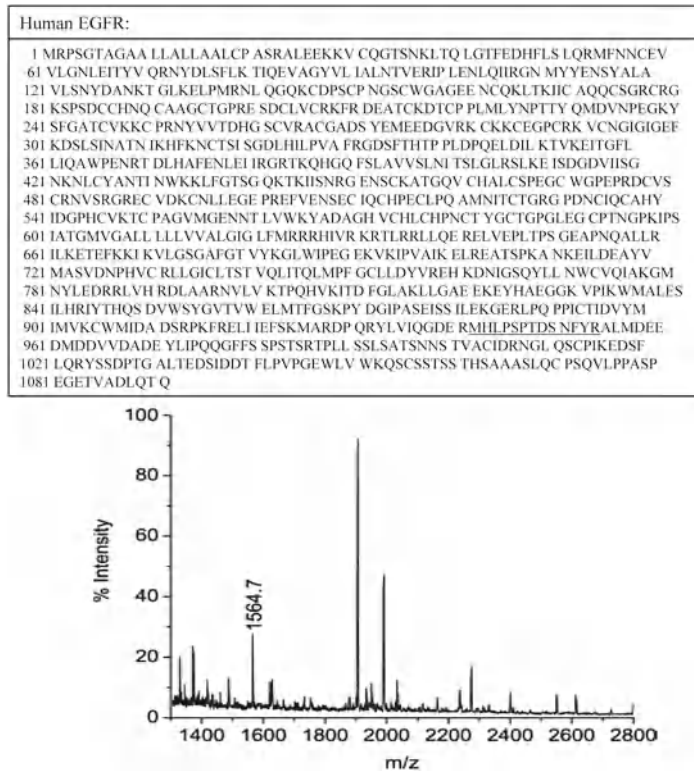 Human EGFR:
1 MRPSGTAGAA LLALLAALCP ASRALEEKKV CQGTSNKLTQ LGTFEDHFLS LQRMFNNCEV
61 VLGNLEITYV QRNYDLSFLK TIQEVAGYVL IALNTVERIP LENLQIIRGN MYYENSYALA
121 VLSNYDANKT GLKELPMRNL QGQKCDPSCP NGSCWGAGEE NCQKLTKIIC AQQCSGRCRG
181 KSPSDCCHNQ CAAGCTGPRE SDCLVCRKFR DEATCKDTCP PLMLYNPTTY QMDVNPEGKY
241 SFGATCVKKC PRNYVVTDHG SCVRACGADS YEMEEDGVRK CKKCEGPCRK VCNGIGIGEF
301 KDSLSINATN IKHFKNCTSI SGDLHILPVA FRGDSFTHTP PLDPQELDIL KTVKEITGFL
361 LIQAWPENRT DLHAFENLEI IRGRTKQHGQ FSLAVVSLNI TSLGLRSLKE ISDGDVIISG
421 NKNLCYANTI NWKKLFGTSG QKTKIISNRG ENSCKATGQV CHALCSPEGC WGPEPRDCVS
481 CRNVSRGREC VDKCNLLEGE PREFVENSEC IQCHPECLPQ AMNITCTGRG PDNCIQCAHY
541 IDGPHCVKTC PAGVMGENNT LVWKYADAGH VCHLCHPNCT YGCTGPGLEG CPTNGPKIPS
601 IATGMVGALL LLLVVALGIG LFMRRRHIVR KRTLRRLLQE RELVEPLTPS GEAPNQALLR
661 ILKETEFKKI KVLGSGAFGT VYKGLWIPEG EKVKIPVAIK ELREATSPKA NKEILDEAYV
721 MASVDNPHVC RLLGICLTST VQLITQLMPF GCLLDYVREH KDNIGSQYLL NWCVQIAKGM
781 NYLEDRRLVH RDLAARNVLV KTPQHVKITD FGLAKLLGAE EKEYHAEGGK VPIKWMALES
841 ILHRIYTHQS DVWSYGVTVW ELMTFGSKPY DGIPASEISS ILEKGERLPQ PPICTIDVYM
901 IMVKCWMIDA DSRPKFRELI IEFSKMARDP QRYLVIQGDE RMHLPSPTDS NFYRALMDEE
961 DMDDVVDADE YLIPQQGFFS SPSTSRTPLL SSLSATSNNS TVACIDRNGL QSCPIKEDSF
1021 LQRYSSDPTG ALTEDSIDDT FLPVPGEWLV WKQSCSSTSS THSAAASLQC PSQVLPPASP
1081 EGETVADLQT Q
100
80
60
40
20
0
% Intensity
1564.7
1400 1600 1800 2000 2200 2400 2600 2800
m/z